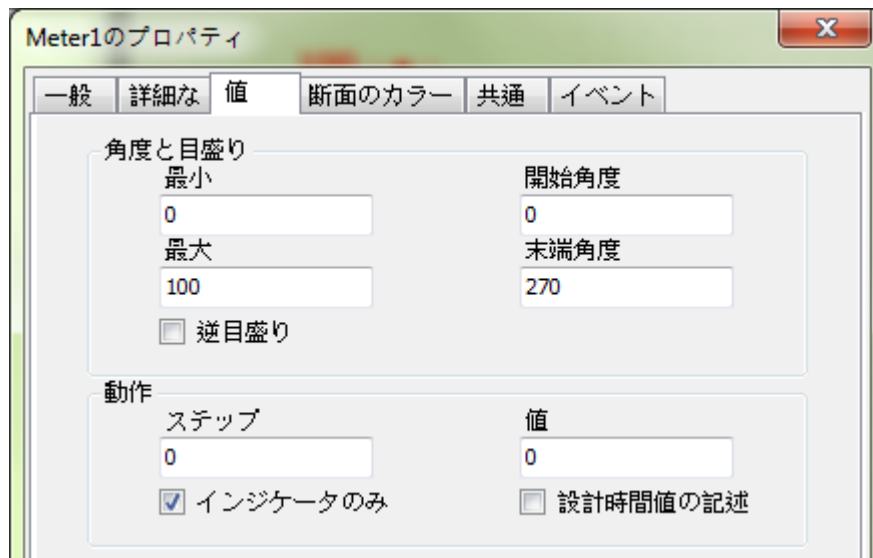 Meter1のプロパティ
一般 詳細な 値 断面のカラー 共通 イベント
角度と目盛り
最小 開始角度
0 0
最大 末端角度
100 270
逆目盛り
動作
ステップ 値
0 0
インジケータのみ 設計時間値の記述